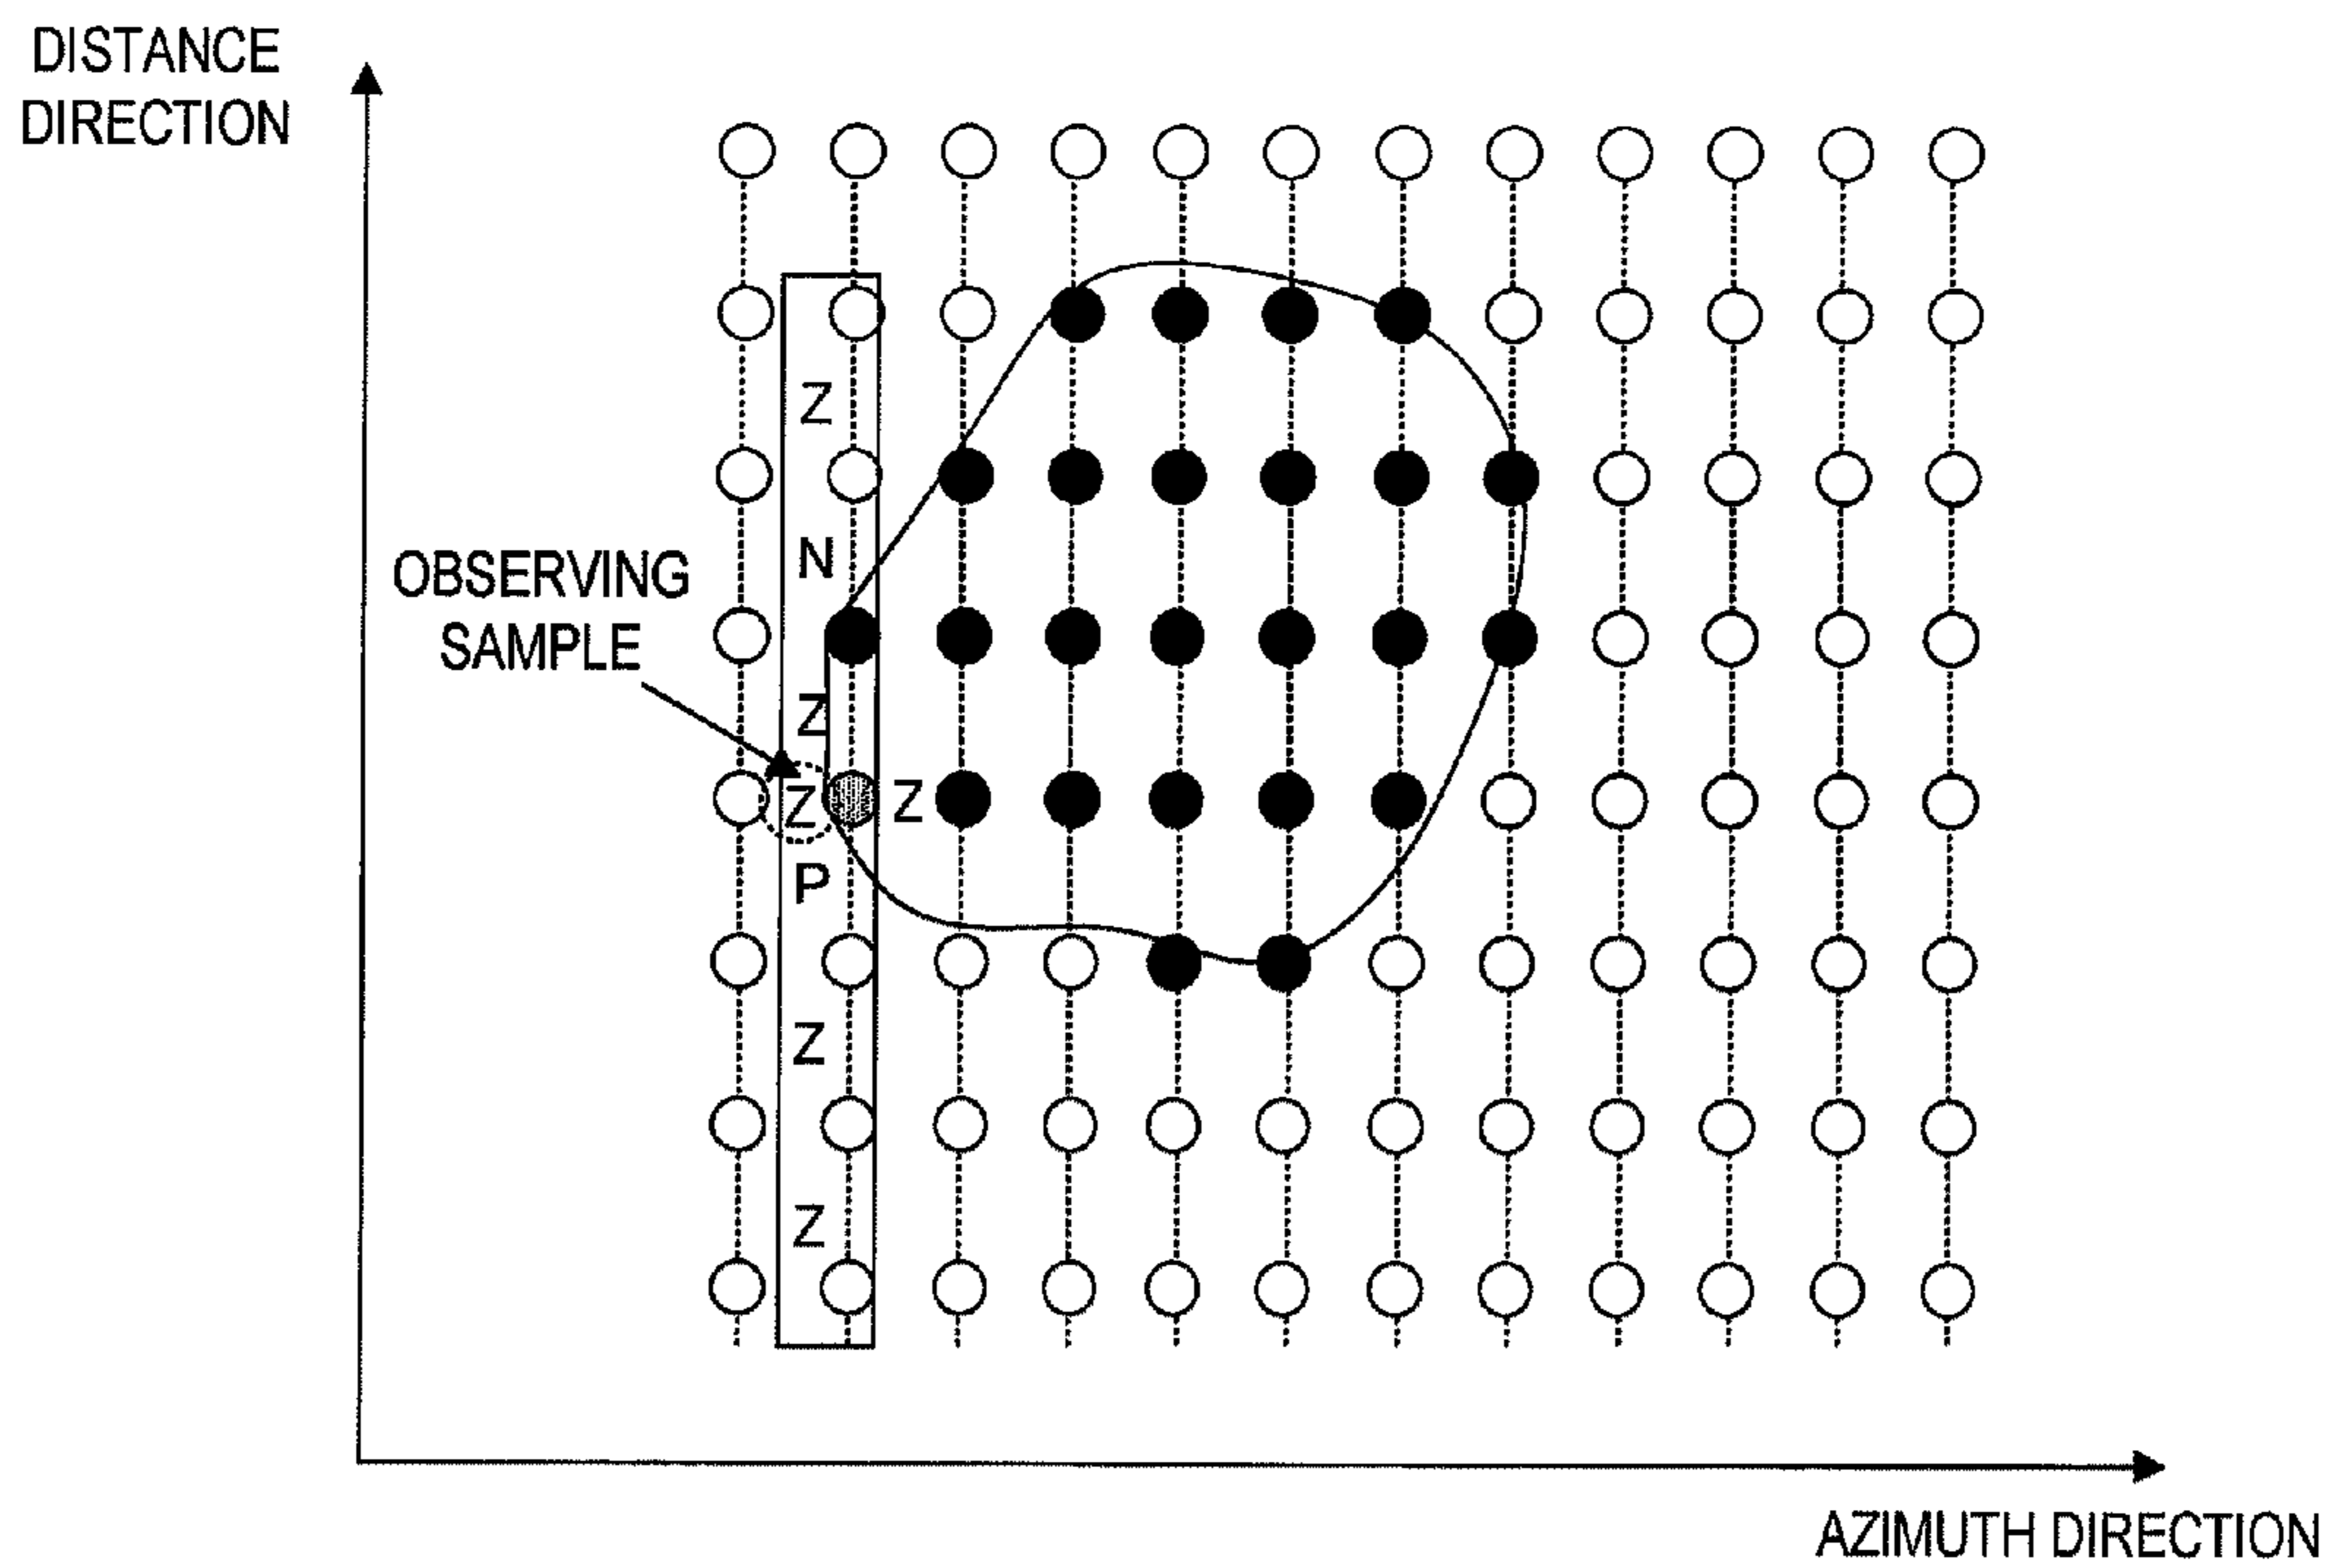 DISTANCE
DIRECTION
Z
N
OBSERVING
SAMPLE
Z
Z Z
P
Z
Z
AZIMUTH DIRECTION